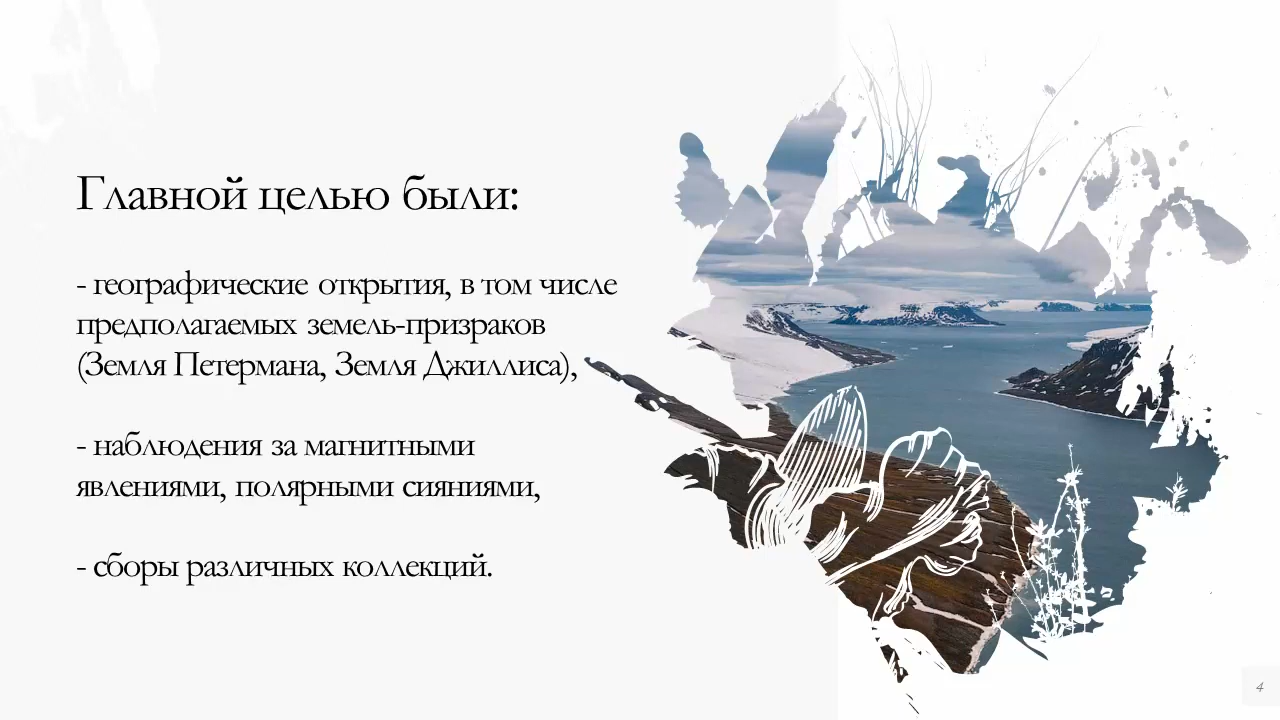 Главной целью были:
- географические открытия, в том числе
предполагаемых земель-призраков
(Земля Петермана, Земля Джиллиса),
- наблюдения за магнитными
явлениями, полярными сияниями,
- сборы различных коллекций.
4